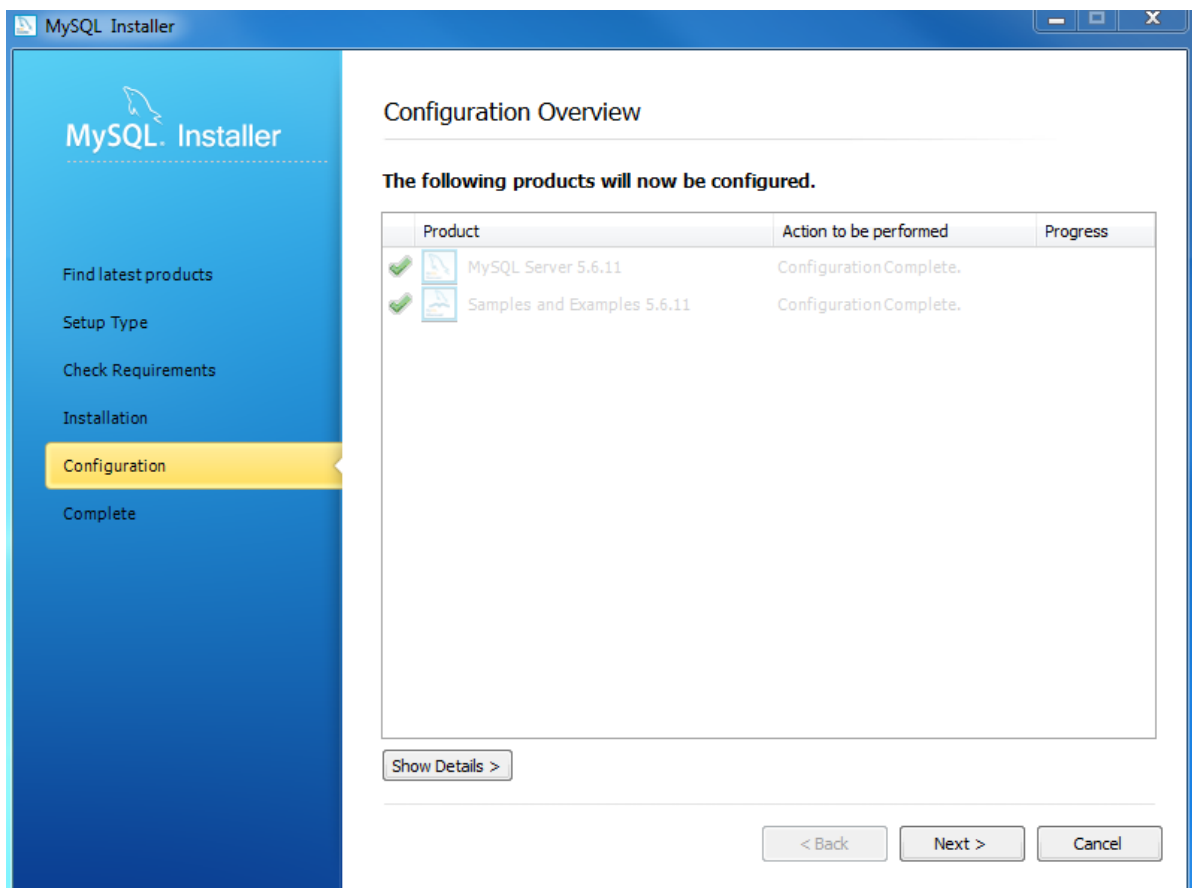 MySQL Installer
MySQL. Installer
Configuration Overview
The following products will now be configured.
Product Action to be performed Progress
MySQL Server 5.6.11 Configuration Complete.
Samples and Examples 5.6.11 Configuration Complete.
Find latest products
Setup Type
Check Requirements
Installation
Configuration
Complete
Show Details >
< Back Next > Cancel